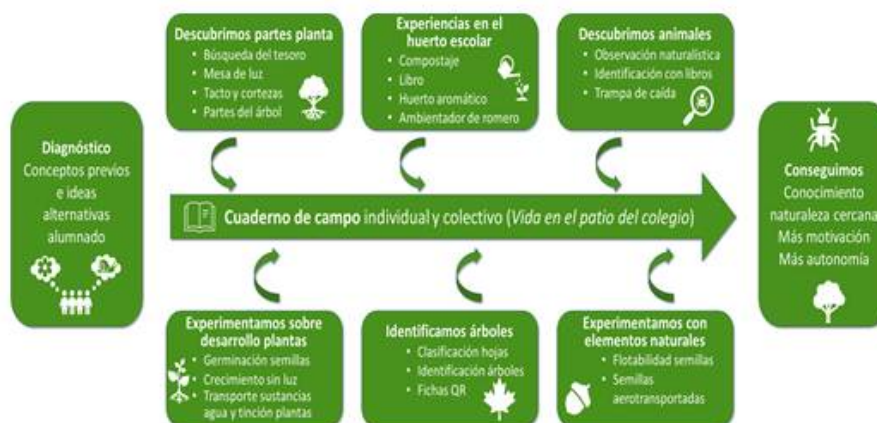 Descubrimos partes planta
• Búsqueda del tesoro
• Mesa de luz
• Tacto y cortezas
• Partes del árbol
Experiencias en el
huerto escolar
• Compostaje
• Libro
• Huerto aromático
• Ambientador de romero
Descubrimos animales
• Observación naturalística
• Identificación con libros
• Trampa de caída
Diagnóstico
Conceptos previos
e ideas
alternativas
alumnado
Cuaderno de campo individual y colectivo (Vida en el patio del colegio)
Conseguimos
Conocimiento
naturaleza cercana
Más motivación
Más autonomía
Experimentamos sobre
desarrollo plantas
• Germinación semillas
• Crecimiento sin luz
• Transporte sustancias
agua y tinción plantas
Identificamos árboles
• Clasificación hojas
• Identificación árboles
• Fichas QR
Experimentamos con
elementos naturales
• Flotabilidad semillas
• Semillas
aerotransportadas